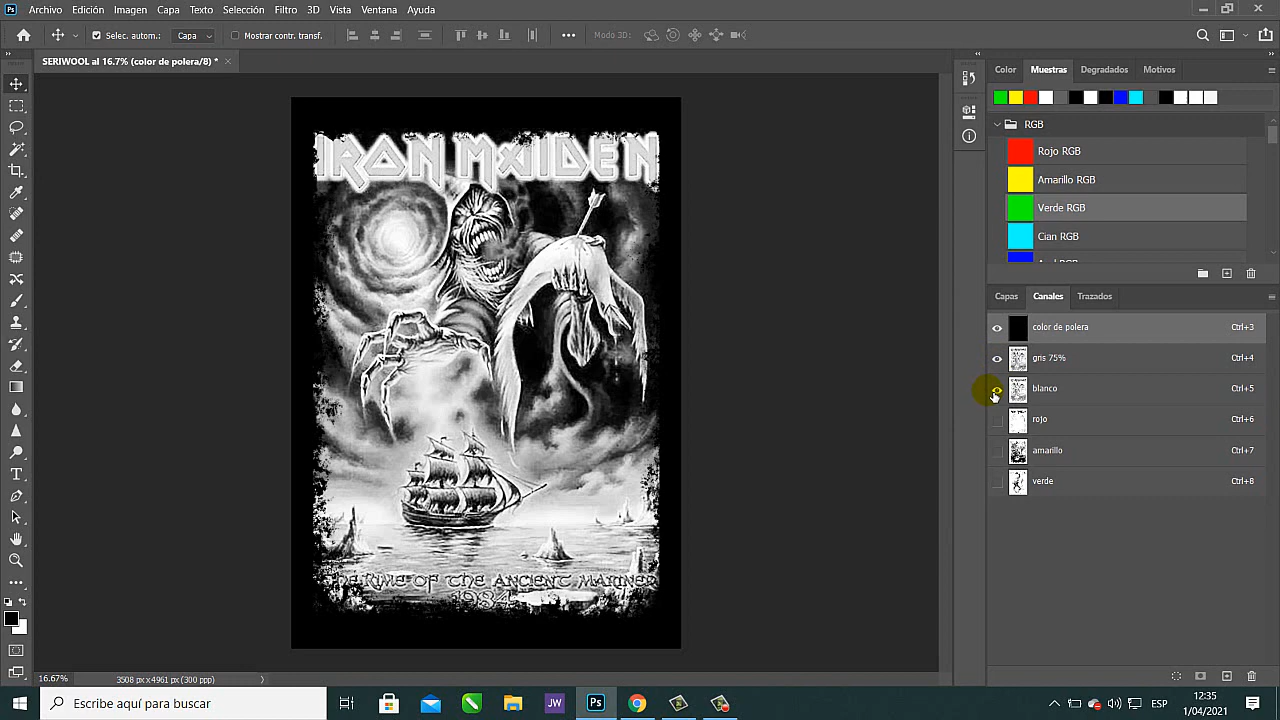 Archivo Edición Imagen Capa Texto Selección Filtro 3D Vista Ventana Ayuda
Selec. autom.: Capa Mostrar contr. transf. Modo 3D:
SERIWOOL al 16.7% (color de polera/8) *
Color Muestras Degradados Motivos
RGB
Rojo RGB
Amarillo RGB
Verde RGB
Cian RGB
Capas Canales Trazados
color de polera Ctrl+3
gris 75% Ctrl+4
blanco Ctrl+5
rojo Ctrl+6
amarillo Ctrl+7
verde Ctrl+8
IRON MAIDEN
THE RIME OF THE ANCIENT MARINER
1984
16.67% 3508 px x 4961 px (300 ppp)
Escribe aquí para buscar
JW
Ps
ESP
12:35
1/04/2021